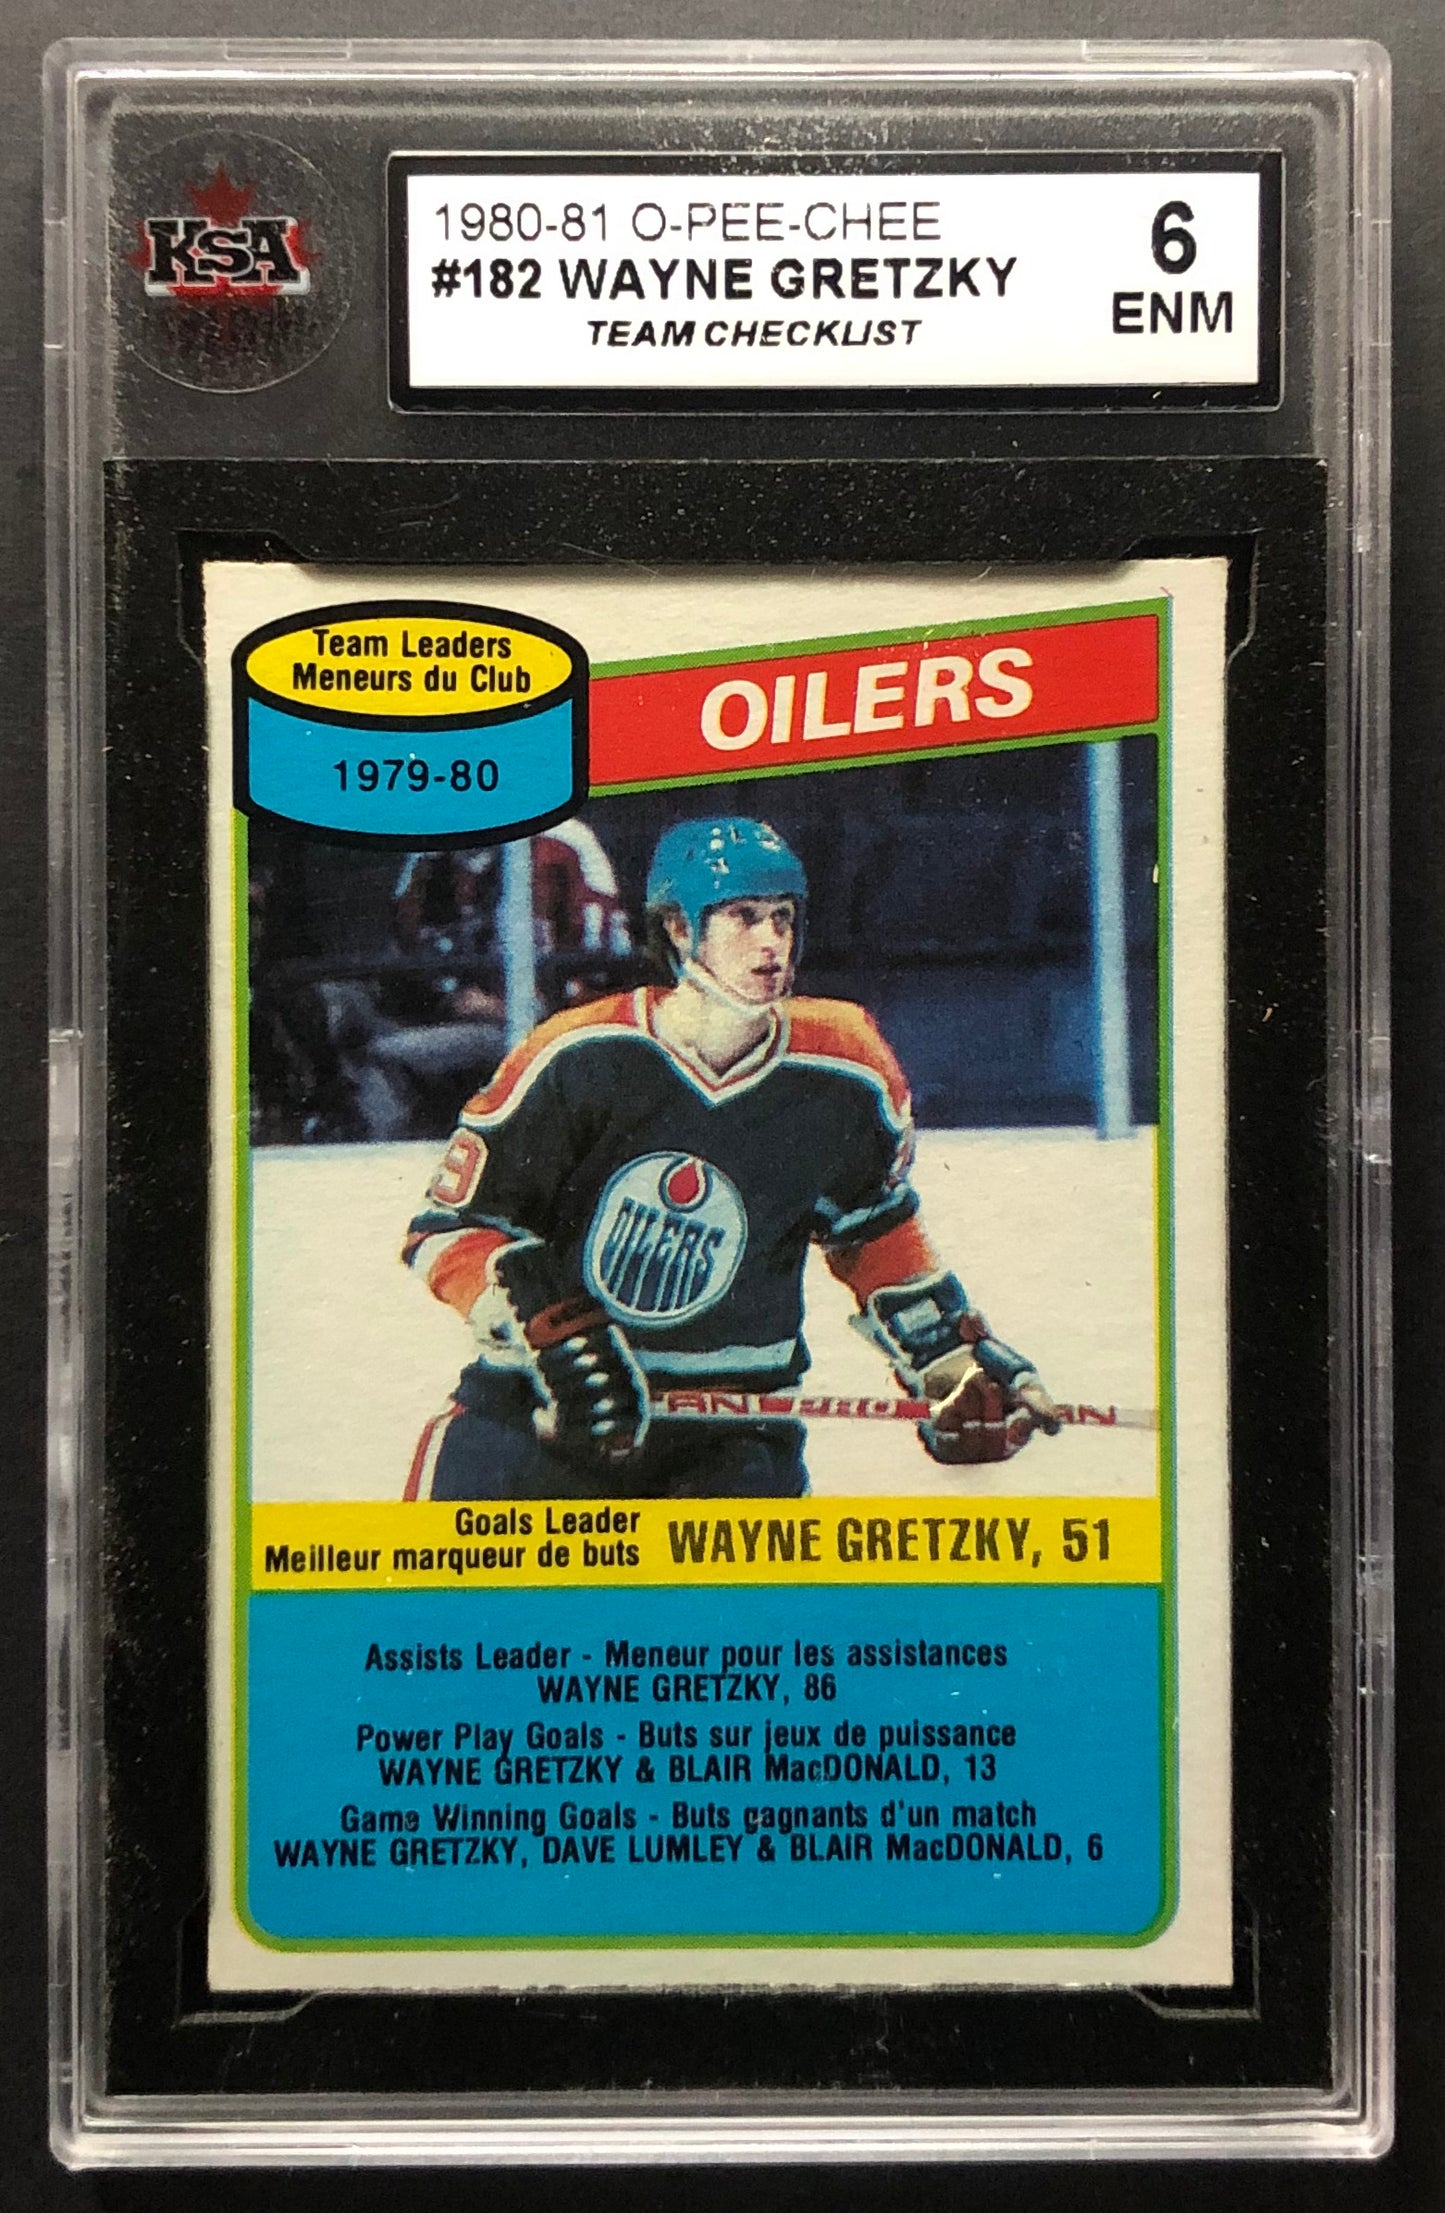 KSA
1980-81 O-PEE-CHEE
#182 WAYNE GRETZKY
TEAM CHECKLIST
6
ENM
Team Leaders
Meneurs du Club
1979-80
OILERS
9
OILERS
Goals Leader
Meilleur marqueur de buts
WAYNE GRETZKY, 51
Assists Leader - Meneur pour les assistances
WAYNE GRETZKY, 86
Power Play Goals - Buts sur jeux de puissance
WAYNE GRETZKY & BLAIR MacDONALD, 13
Game Winning Goals - Buts gagnants d'un match
WAYNE GRETZKY, DAVE LUMLEY & BLAIR MacDONALD, 6